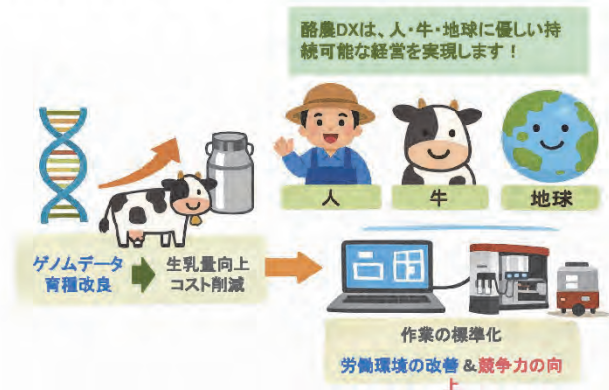 酪農DXは、人・牛・地球に優しい持
続可能な経営を実現します！
人
牛
地球
ゲノムデータ
育種改良
生乳量向上
コスト削減
作業の標準化
労働環境の改善&競争力の向
上